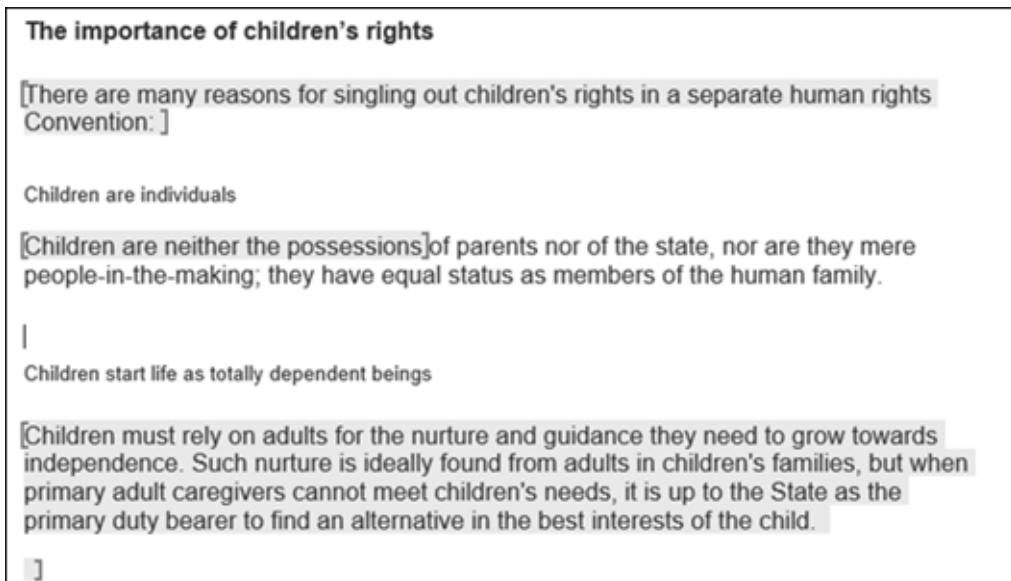 The importance of children's rights
[There are many reasons for singling out children's rights in a separate human rights
Convention: ]
Children are individuals
[Children are neither the possessions]of parents nor of the state, nor are they mere
people-in-the-making; they have equal status as members of the human family.
Children start life as totally dependent beings
[Children must rely on adults for the nurture and guidance they need to grow towards
independence. Such nurture is ideally found from adults in children's families, but when
primary adult caregivers cannot meet children's needs, it is up to the State as the
primary duty bearer to find an alternative in the best interests of the child.
]